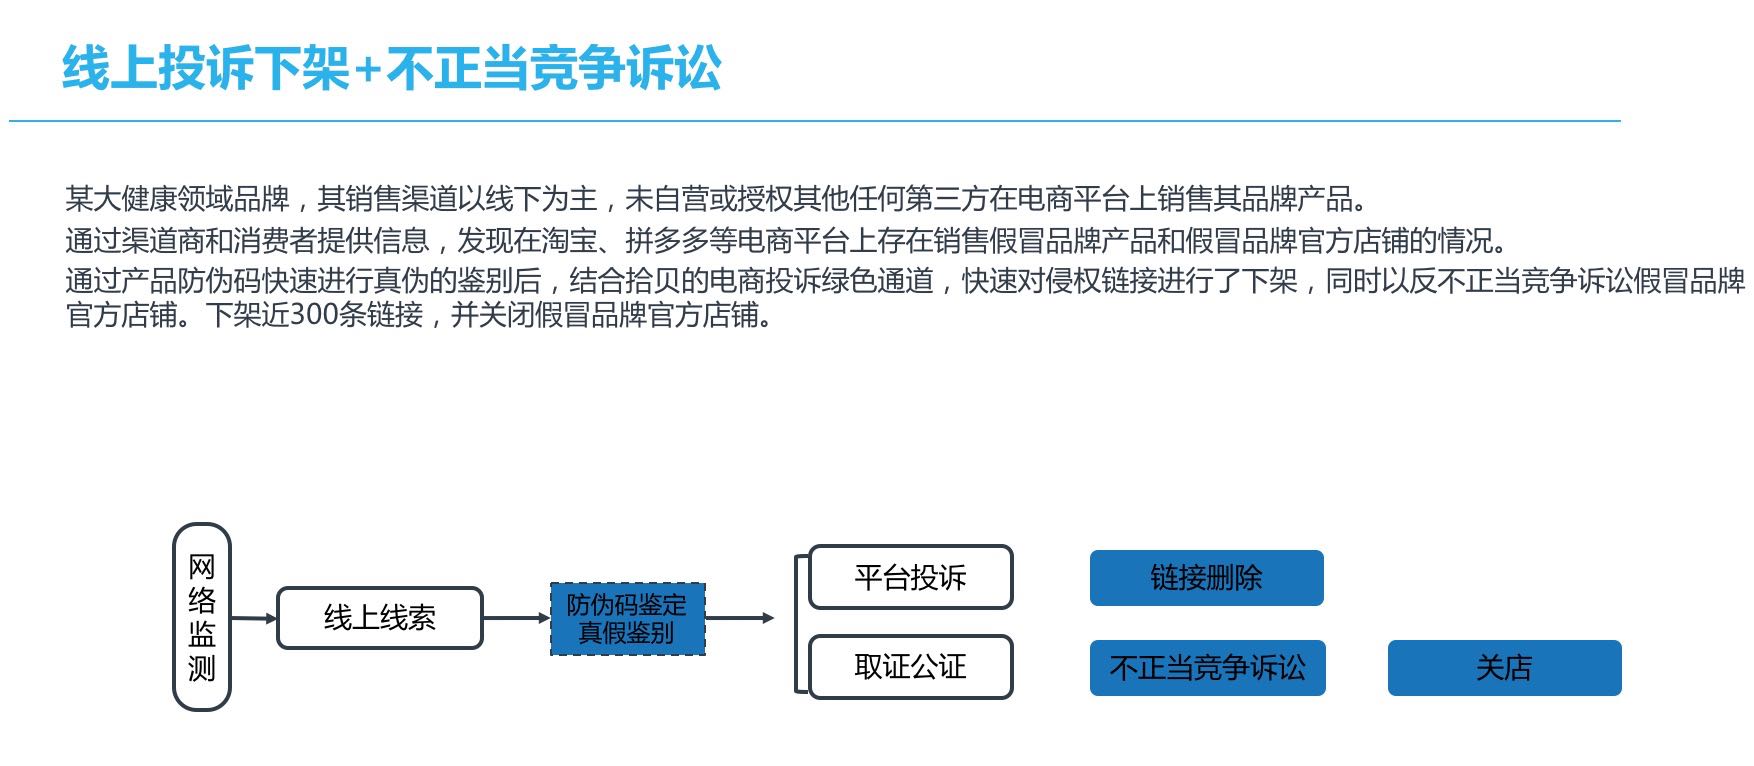 线上投诉下架+不正当竞争诉讼
某大健康领域品牌，其销售渠道以线下为主，未自营或授权其他任何第三方在电商平台上销售其品牌产品。
通过渠道商和消费者提供信息，发现在淘宝、拼多多等电商平台上存在销售假冒品牌产品和假冒品牌官方店铺的情况。
通过产品防伪码快速进行真伪的鉴别后，结合拾贝的电商投诉绿色通道，快速对侵权链接进行了下架，同时以反不正当竞争诉讼假冒品牌
官方店铺。下架近300条链接，并关闭假冒品牌官方店铺。
网
络
监
测
线上线索
防伪码鉴定
真假鉴别
平台投诉
链接删除
取证公证
不正当竞争诉讼
关店